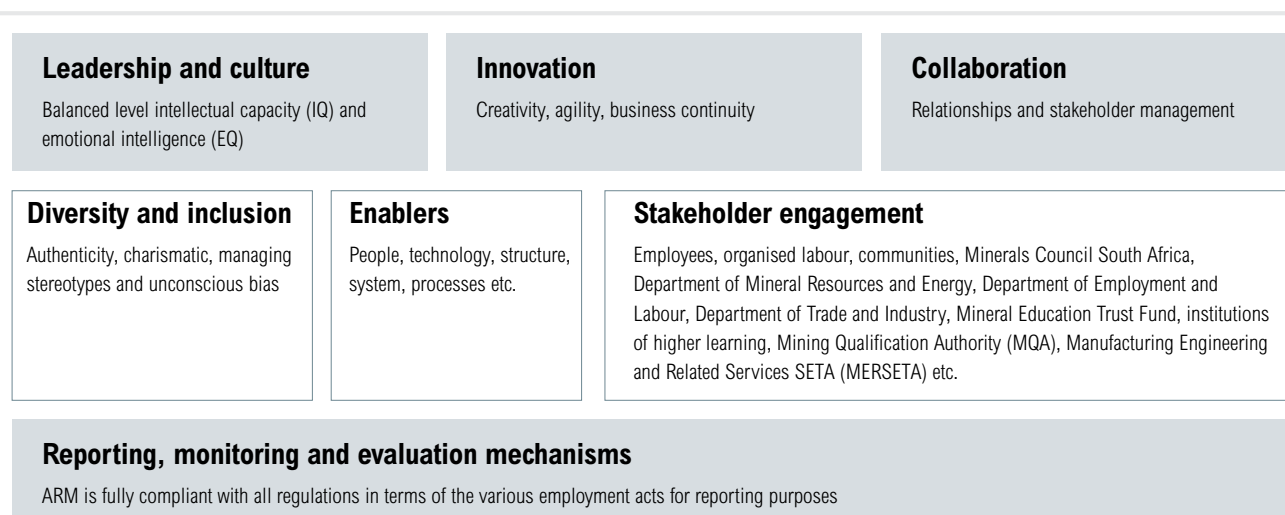 Leadership and culture
Balanced level intellectual capacity (IQ) and
emotional intelligence (EQ)
Innovation
Creativity, agility, business continuity
Collaboration
Relationships and stakeholder management
Diversity and inclusion
Authenticity, charismatic, managing
stereotypes and unconscious bias
Enablers
People, technology, structure,
system, processes etc.
Stakeholder engagement
Employees, organised labour, communities, Minerals Council South Africa,
Department of Mineral Resources and Energy, Department of Employment and
Labour, Department of Trade and Industry, Mineral Education Trust Fund, institutions
of higher learning, Mining Qualification Authority (MQA), Manufacturing Engineering
and Related Services SETA (MERSETA) etc.
Reporting, monitoring and evaluation mechanisms
ARM is fully compliant with all regulations in terms of the various employment acts for reporting purposes